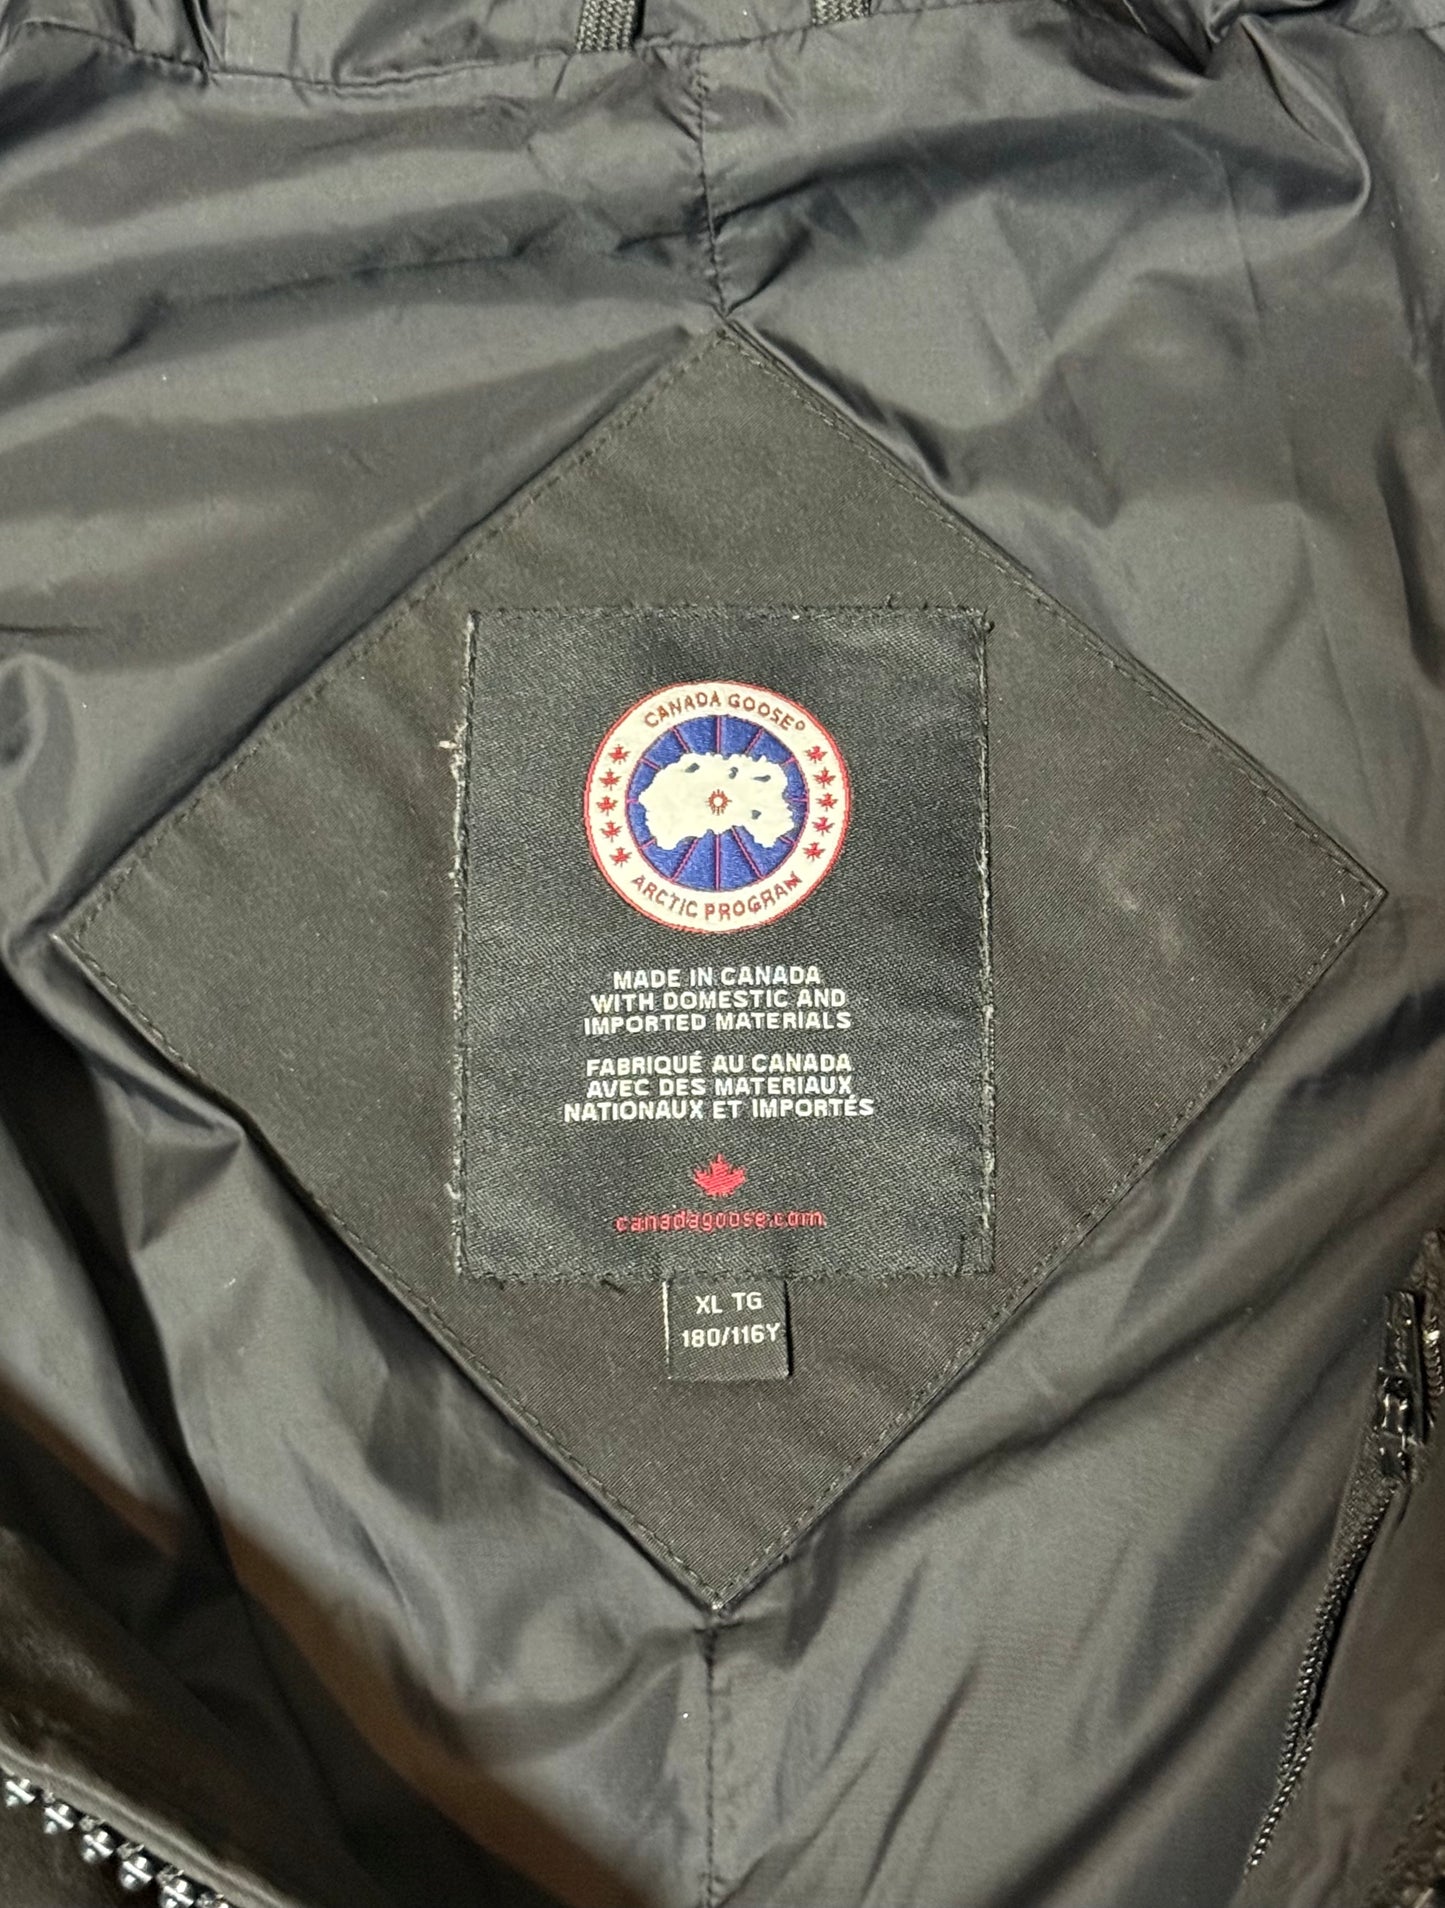 CANADA GOOSE
ARCTIC PROGRAM
MADE IN CANADA
WITH DOMESTIC AND
IMPORTED MATERIALS
FABRIQUÉ AU CANADA
AVEC DES MATERIAUX
NATIONAUX ET IMPORTÉS
canadagoose.com
XL TG
180/116Y